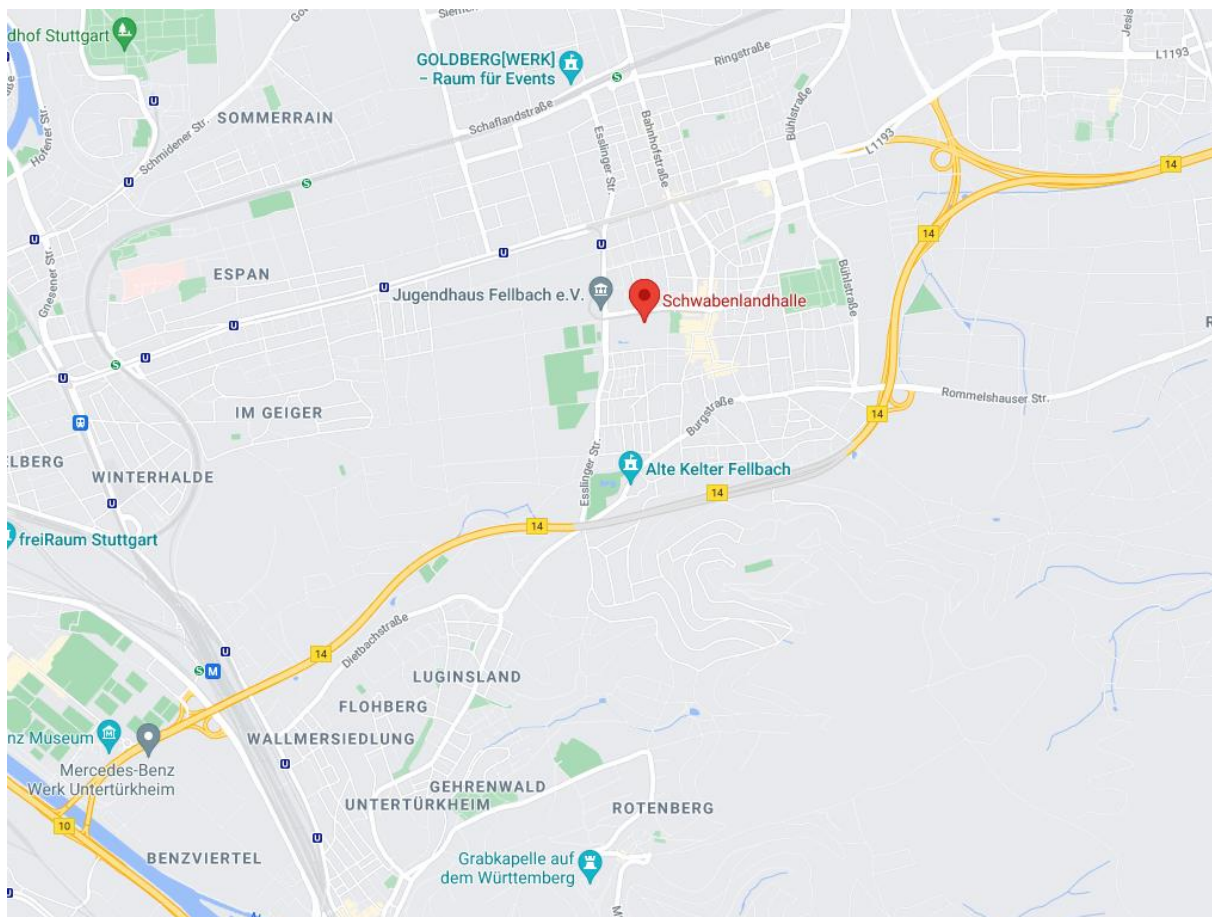 dhof Stuttgart
GOLDBERG[WERK]
– Raum für Events
Ringstraße
L1193
SOMMERRAIN
Schaflandstraße
Hofener Str.
Schmidener Str.
Esslinger Str.
Bahnhofstraße
Bühlstraße
L1193
14
14
Gnesener Str.
ESPAN
Jugendhaus Fellbach e.V.
Schwabenlandhalle
Bühlstraße
IM GEIGER
Burgstraße
Rommelshauser Str.
14
ELBERG
WINTERHALDE
Esslinger Str.
Alte Kelter Fellbach
14
14
freiRaum Stuttgart
Dietbachstraße
14
M
LUGINSLAND
FLOHBERG
nz Museum
WALLMERSIEDLUNG
Mercedes-Benz
Werk Untertürkheim
GEHRENWALD
UNTERTÜRKHEIM
ROTENBERG
10
BENZVIERTEL
Grabkapelle auf
dem Württemberg